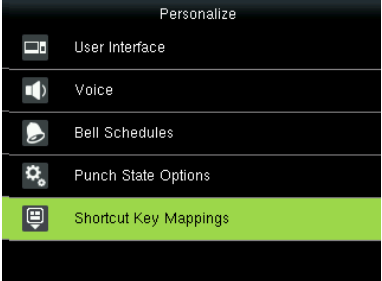 Personalize
User Interface
Voice
Bell Schedules
Punch State Options
Shortcut Key Mappings